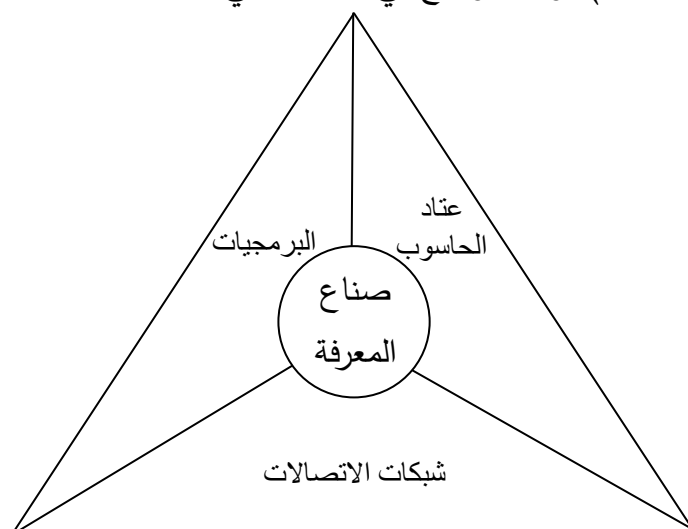 عتاد
الحاسوب
البرمجيات
صناع
المعرفة
شبكات الاتصالات